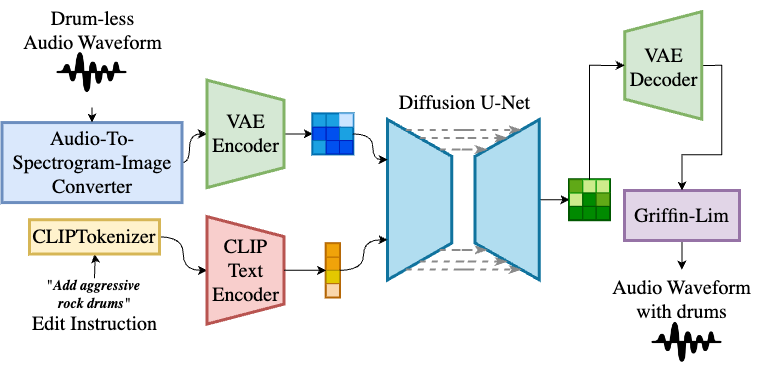 Drum-less
Audio Waveform
Audio-To-
Spectrogram-Image
Converter
VAE
Encoder
CLIPTokenizer
"Add aggressive
rock drums"
Edit Instruction
CLIP
Text
Encoder
Diffusion U-Net
VAE
Decoder
Griffin-Lim
Audio Waveform
with drums